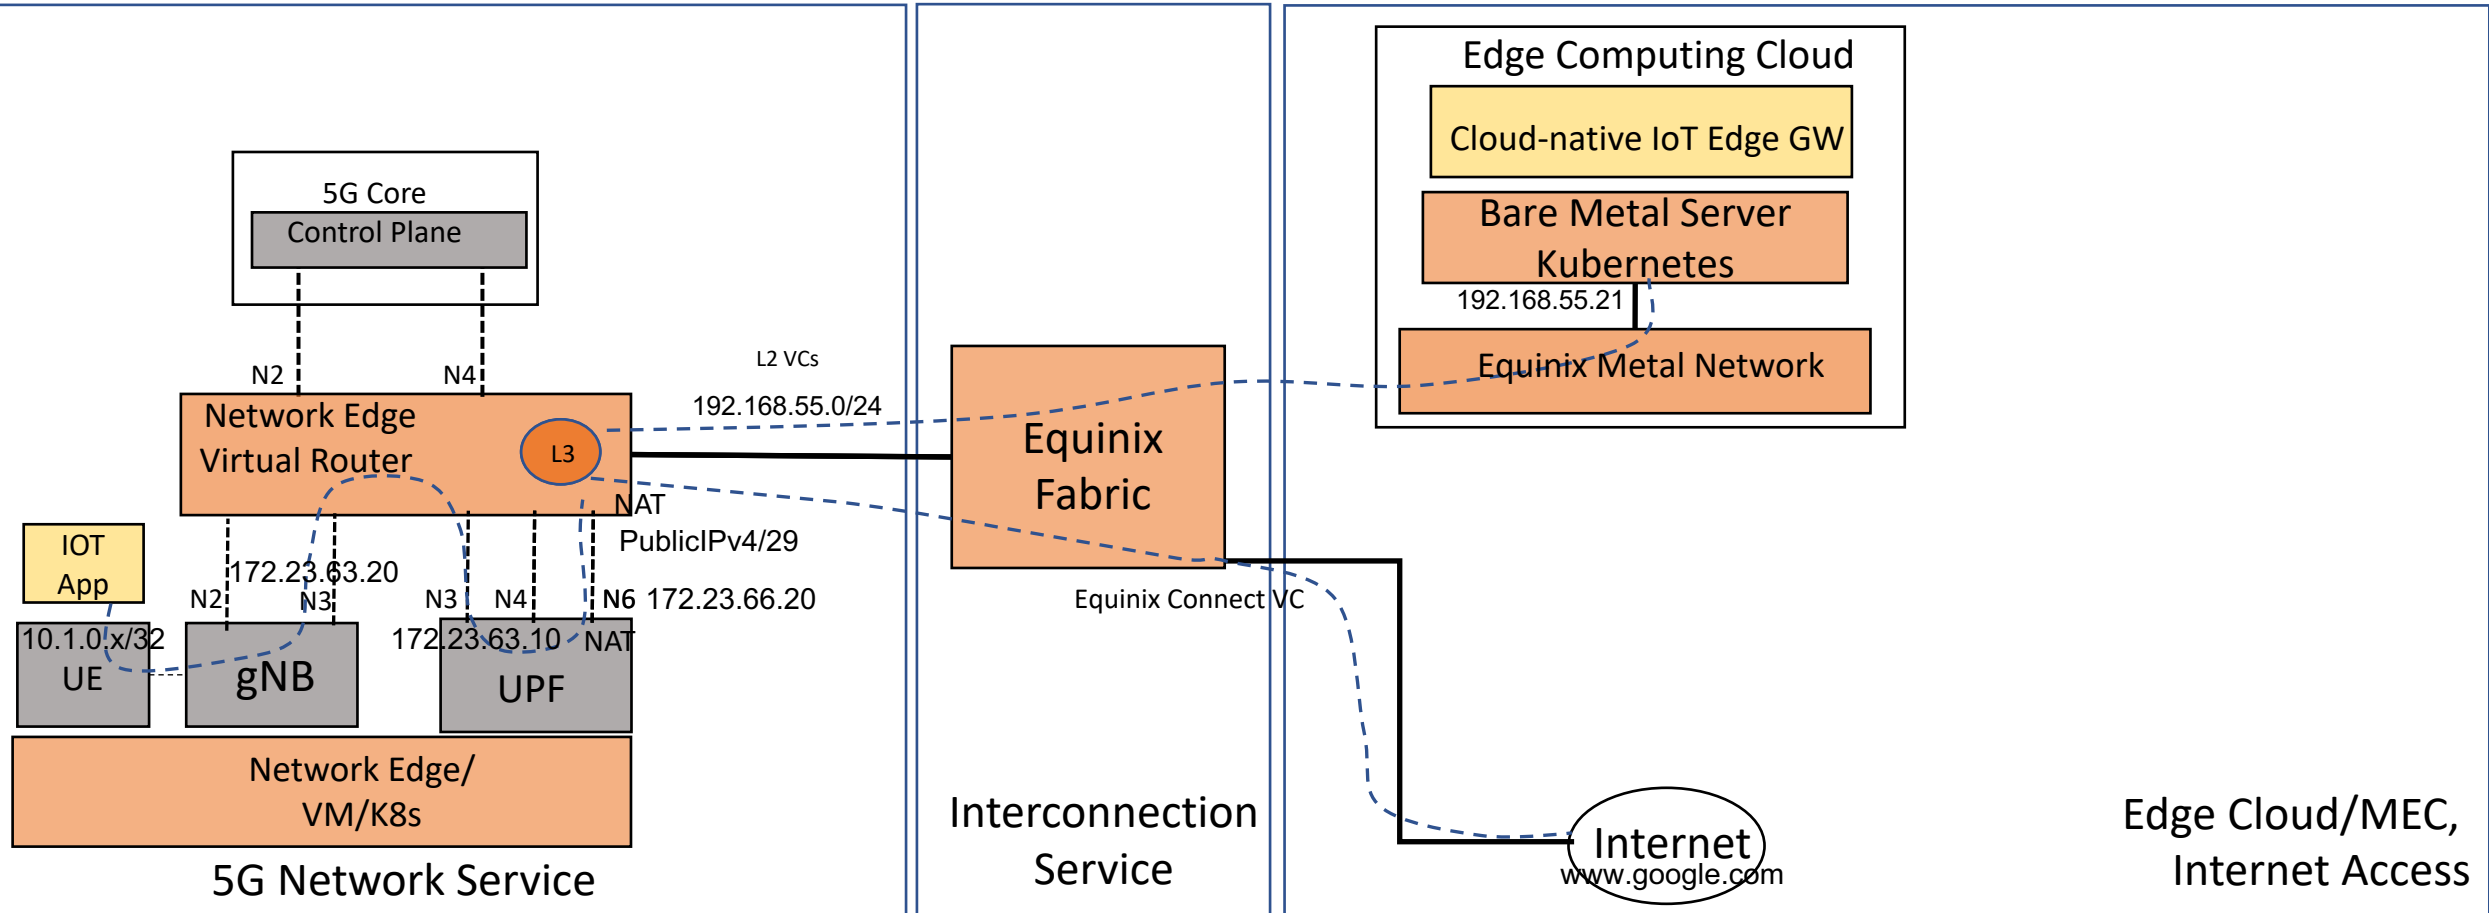 5G Core
Control Plane
N2
N4
Network Edge
Virtual Router
L3
NAT
PublicIPv4/29
IOT
App
172.23.63.20
N2
N3
N3
N4
N6
172.23.66.20
10.1.0.x/32
UE
gNB
172.23.63.10
NAT
UPF
Network Edge/
VM/K8s
5G Network Service
L2 VCs
192.168.55.0/24
Equinix
Fabric
Equinix Connect VC
Interconnection
Service
Edge Computing Cloud
Cloud-native IoT Edge GW
Bare Metal Server
Kubernetes
192.168.55.21
Equinix Metal Network
Internet
www.google.com
Edge Cloud/MEC,
Internet Access